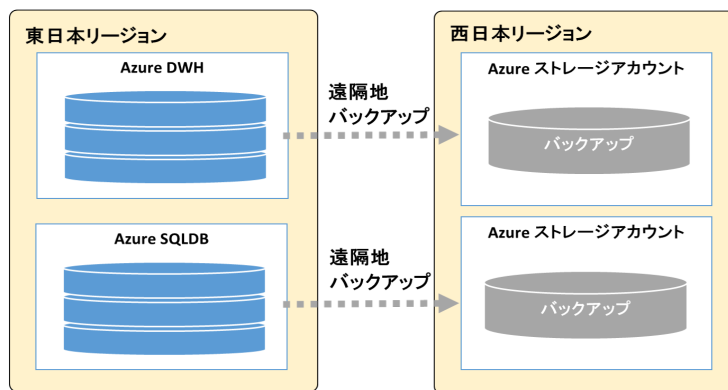 東日本リージョン
Azure DWH
遠隔地
バックアップ
Azure SQLDB
遠隔地
バックアップ
西日本リージョン
Azure ストレージアカウント
バックアップ
Azure ストレージアカウント
バックアップ